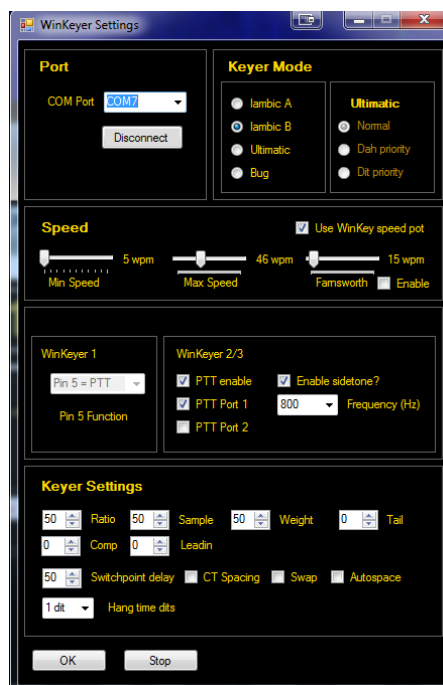 WinKeyer Settings
Port
COM Port COM7
Disconnect
Keyer Mode
Iambic A
Iambic B
Ultimatic
Bug
Ultimatic
Normal
Dah priority
Dit priority
Speed
Use WinKey speed pot
5 wpm 46 wpm 15 wpm
Min Speed Max Speed Farnsworth Enable
WinKeyer 1
Pin 5 = PTT
Pin 5 Function
WinKeyer 2/3
PTT enable Enable sidetone?
PTT Port 1 800 Frequency (Hz)
PTT Port 2
Keyer Settings
50 Ratio 50 Sample 50 Weight 0 Tail
0 Comp 0 Leadin
50 Switchpoint delay CT Spacing Swap Autospace
1 dit Hang time dits
OK Stop